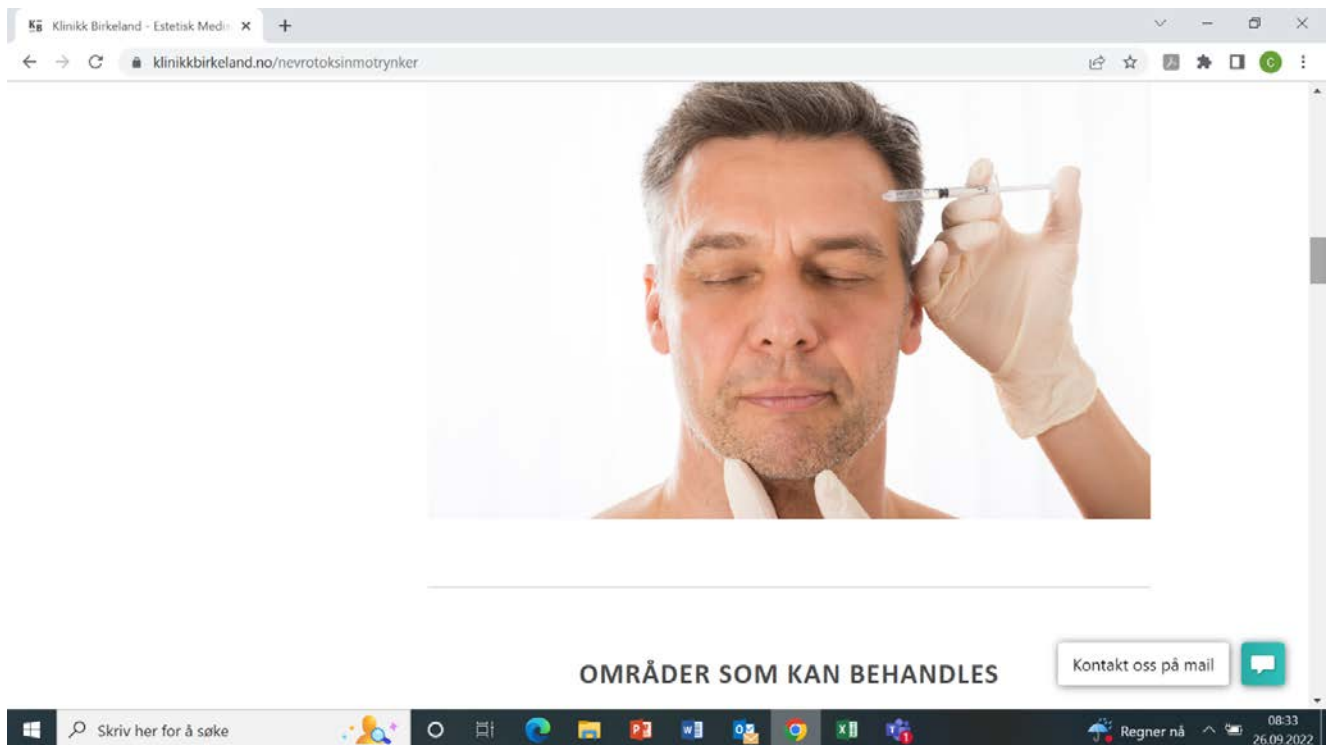 KB Klinikk Birkeland - Estetisk Medi
klinikkbirkeland.no/nevrotoksinmotrynker
C
OMRÅDER SOM KAN BEHANDLES
Kontakt oss på mail
Skriv her for å søke
Regner nå
08:33
26.09.2022